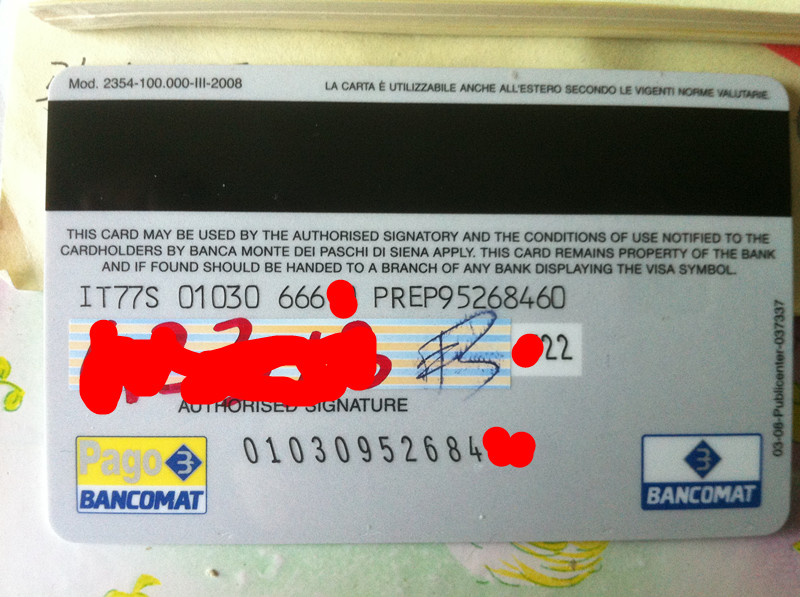 Mod. 2354-100.000-III-2008
LA CARTA È UTILIZZABILE ANCHE ALL'ESTERO SECONDO LE VIGENTI NORME VALUTARIE.
THIS CARD MAY BE USED BY THE AUTHORISED SIGNATORY AND THE CONDITIONS OF USE NOTIFIED TO THE
CARDHOLDERS BY BANCA MONTE DEI PASCHI DI SIENA APPLY. THIS CARD REMAINS PROPERTY OF THE BANK
AND IF FOUND SHOULD BE HANDED TO A BRANCH OF ANY BANK DISPLAYING THE VISA SYMBOL.
IT77S 01030 666 PREP95268460
22
AUTHORISED SIGNATURE
01030952684
Pago
BANCOMAT
BANCOMAT
03-08-Publicenter-037337